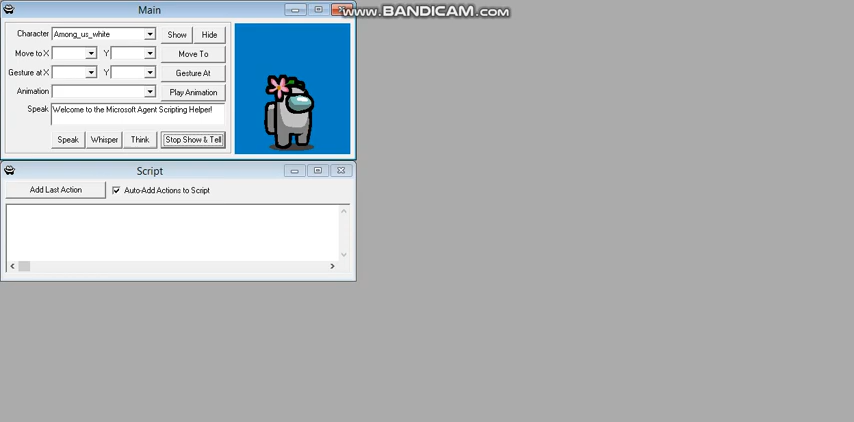 Main
WWW.BANDICAM.COM
Character
Among_us_white
Show
Hide
Move to X
Y
Move To
Gesture at X
Y
Gesture At
Animation
Play Animation
Speak
Welcome to the Microsoft Agent Scripting Helper!
Speak
Whisper
Think
Stop Show & Tell
Script
Add Last Action
Auto-Add Actions to Script